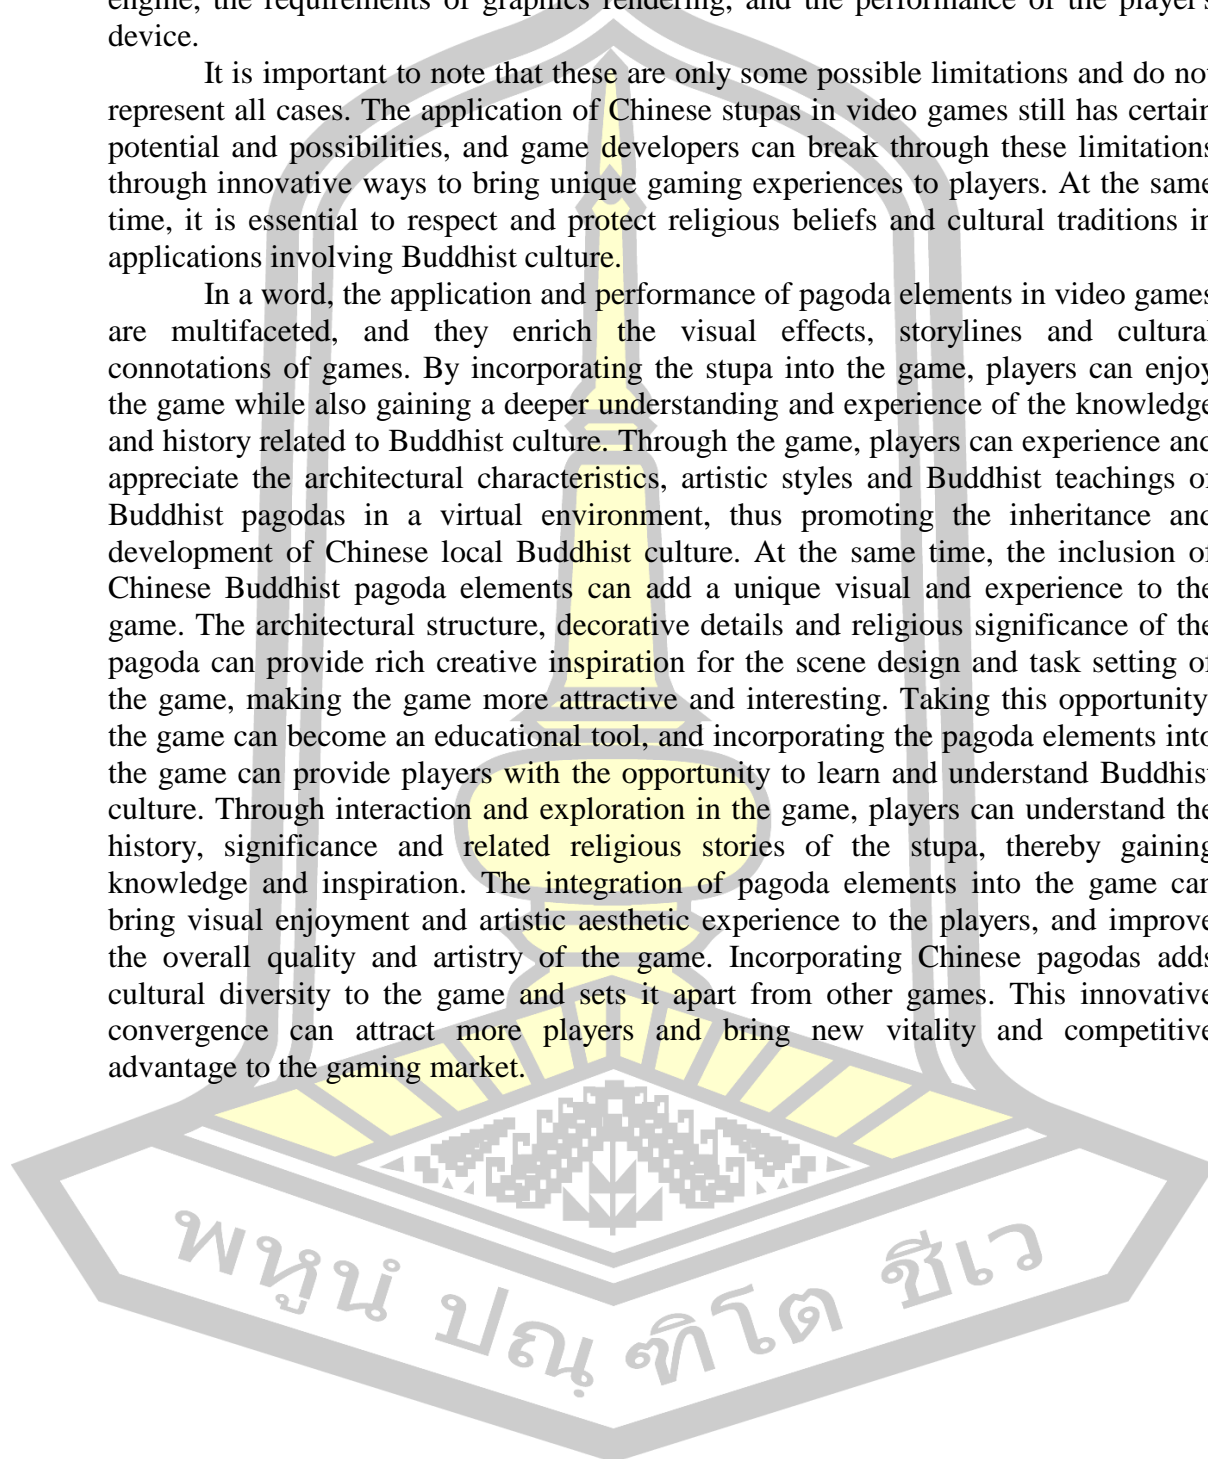 engine, the requirements of graphics rendering, and the performance of the player's
device.
It is important to note that these are only some possible limitations and do not
represent all cases. The application of Chinese stupas in video games still has certain
potential and possibilities, and game developers can break through these limitations
through innovative ways to bring unique gaming experiences to players. At the same
time, it is essential to respect and protect religious beliefs and cultural traditions in
applications involving Buddhist culture.
In a word, the application and performance of pagoda elements in video games
are multifaceted, and they enrich the visual effects, storylines and cultural
connotations of games. By incorporating the stupa into the game, players can enjoy
the game while also gaining a deeper understanding and experience of the knowledge
and history related to Buddhist culture. Through the game, players can experience and
appreciate the architectural characteristics, artistic styles and Buddhist teachings of
Buddhist pagodas in a virtual environment, thus promoting the inheritance and
development of Chinese local Buddhist culture. At the same time, the inclusion of
Chinese Buddhist pagoda elements can add a unique visual and experience to the
game. The architectural structure, decorative details and religious significance of the
pagoda can provide rich creative inspiration for the scene design and task setting of
the game, making the game more attractive and interesting. Taking this opportunity,
the game can become an educational tool, and incorporating the pagoda elements into
the game can provide players with the opportunity to learn and understand Buddhist
culture. Through interaction and exploration in the game, players can understand the
history, significance and related religious stories of the stupa, thereby gaining
knowledge and inspiration. The integration of pagoda elements into the game can
bring visual enjoyment and artistic aesthetic experience to the players, and improve
the overall quality and artistry of the game. Incorporating Chinese pagodas adds
cultural diversity to the game and sets it apart from other games. This innovative
convergence can attract more players and bring new vitality and competitive
advantage to the gaming market.
พหูนํ ปณฺฑิโต ชีเว